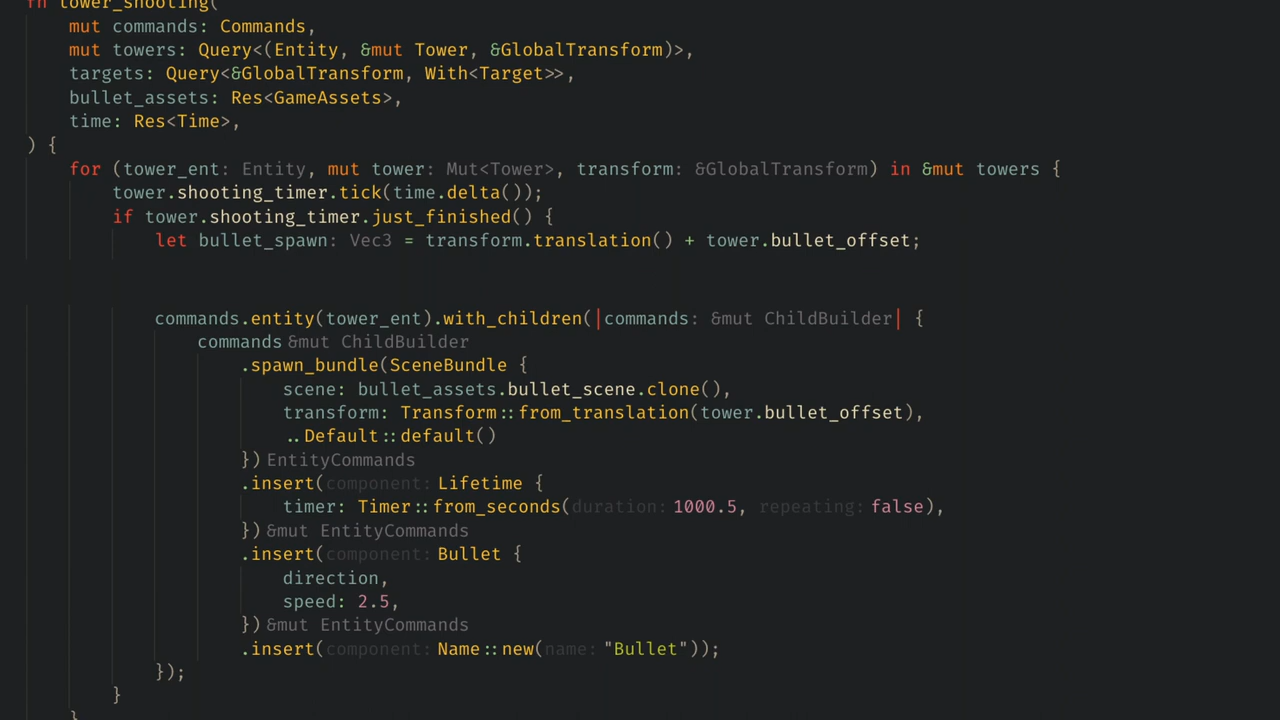 fn tower_shooting(
    mut commands: Commands,
    mut towers: Query<(Entity, &mut Tower, &GlobalTransform)>,
    targets: Query<&GlobalTransform, With<Target>>,
    bullet_assets: Res<GameAssets>,
    time: Res<Time>,
) {
    for (tower_ent: Entity, mut tower: Mut<Tower>, transform: &GlobalTransform) in &mut towers {
        tower.shooting_timer.tick(time.delta());
        if tower.shooting_timer.just_finished() {
            let bullet_spawn: Vec3 = transform.translation() + tower.bullet_offset;
            commands.entity(tower_ent).with_children(|commands: &mut ChildBuilder| {
                commands &mut ChildBuilder
                    .spawn_bundle(SceneBundle {
                        scene: bullet_assets.bullet_scene.clone(),
                        transform: Transform::from_translation(tower.bullet_offset),
                        ..Default::default()
                    }) EntityCommands
                    .insert(component: Lifetime {
                        timer: Timer::from_seconds(duration: 1000.5, repeating: false),
                    }) &mut EntityCommands
                    .insert(component: Bullet {
                        direction,
                        speed: 2.5,
                    }) &mut EntityCommands
                    .insert(component: Name::new(name: "Bullet"));
            });
        }
    }